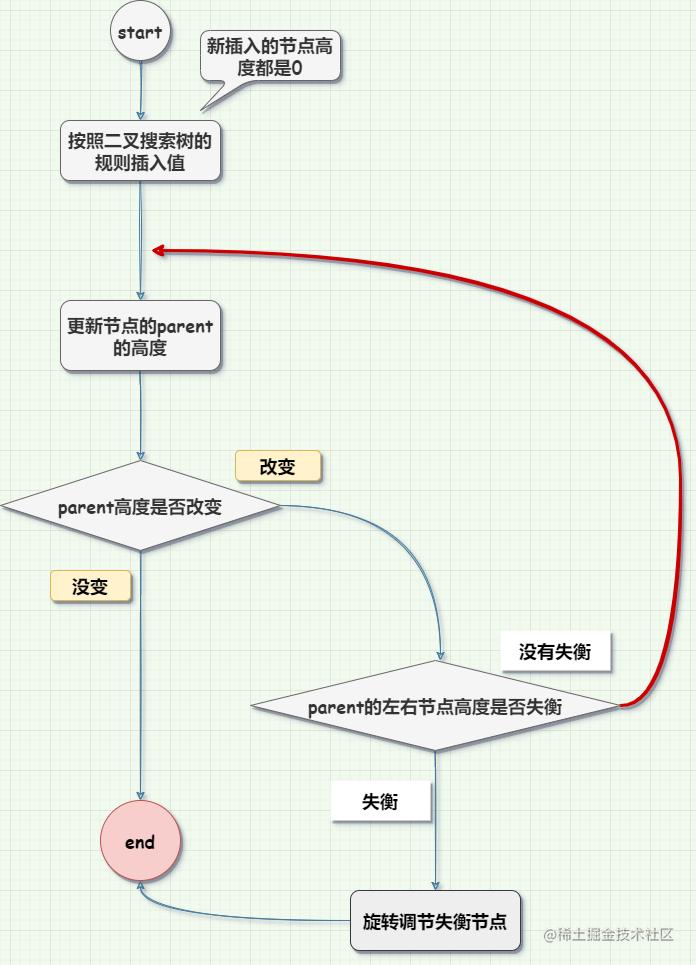 start
新插入的节点高
度都是0
按照二叉搜索树的
规则插入值
更新节点的parent
的高度
改变
parent高度是否改变
没变
没有失衡
parent的左右节点高度是否失衡
失衡
end
旋转调节失衡节点
@稀土掘金技术社区